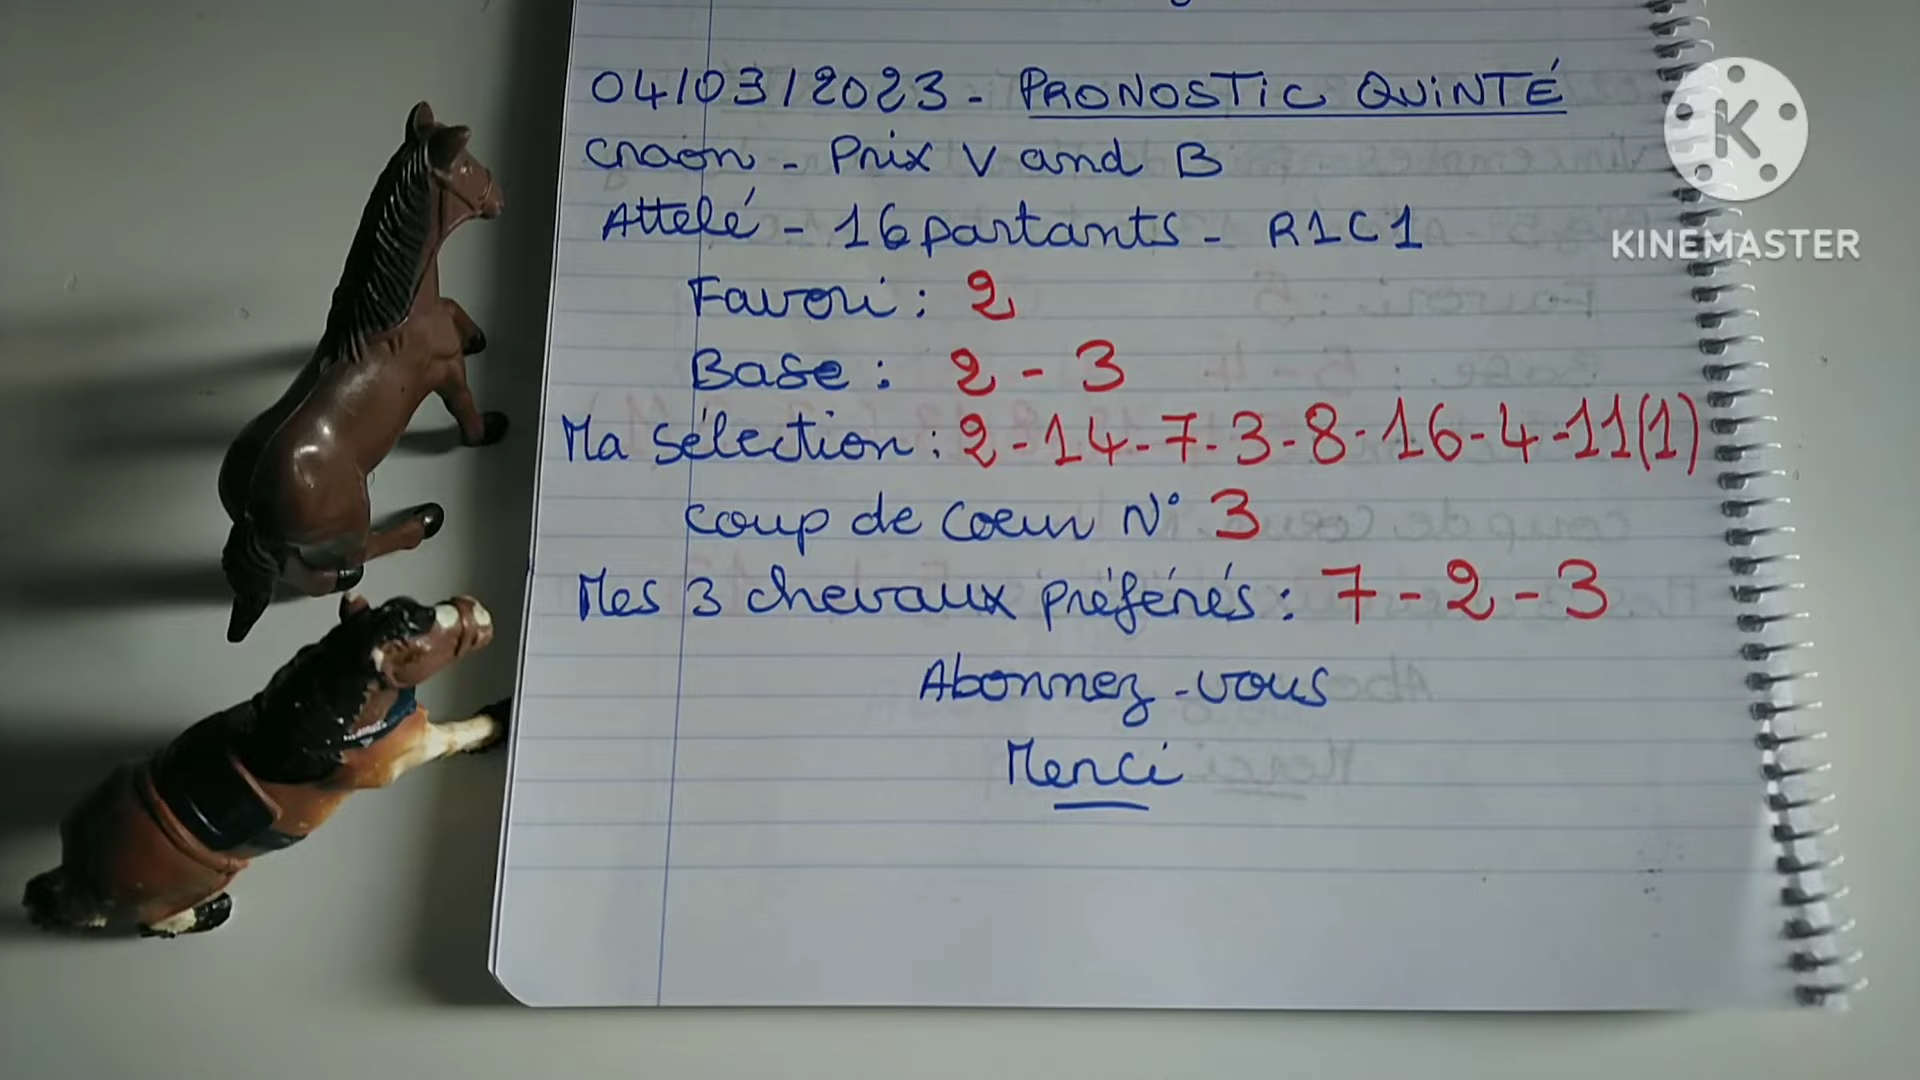 04/03/2023 - PRONOSTIC QUINTÉ
Craon - Prix V and B
Attelé - 16 partants - R1C1
Favori : 2
Base : 2 - 3
Ma sélection : 2 - 14 - 7 - 3 - 8 - 16 - 4 - 11 (1)
coup de coeur N° 3
Mes 3 chevaux préférés : 7 - 2 - 3
Abonnez-vous
Merci
K
KINEMASTER